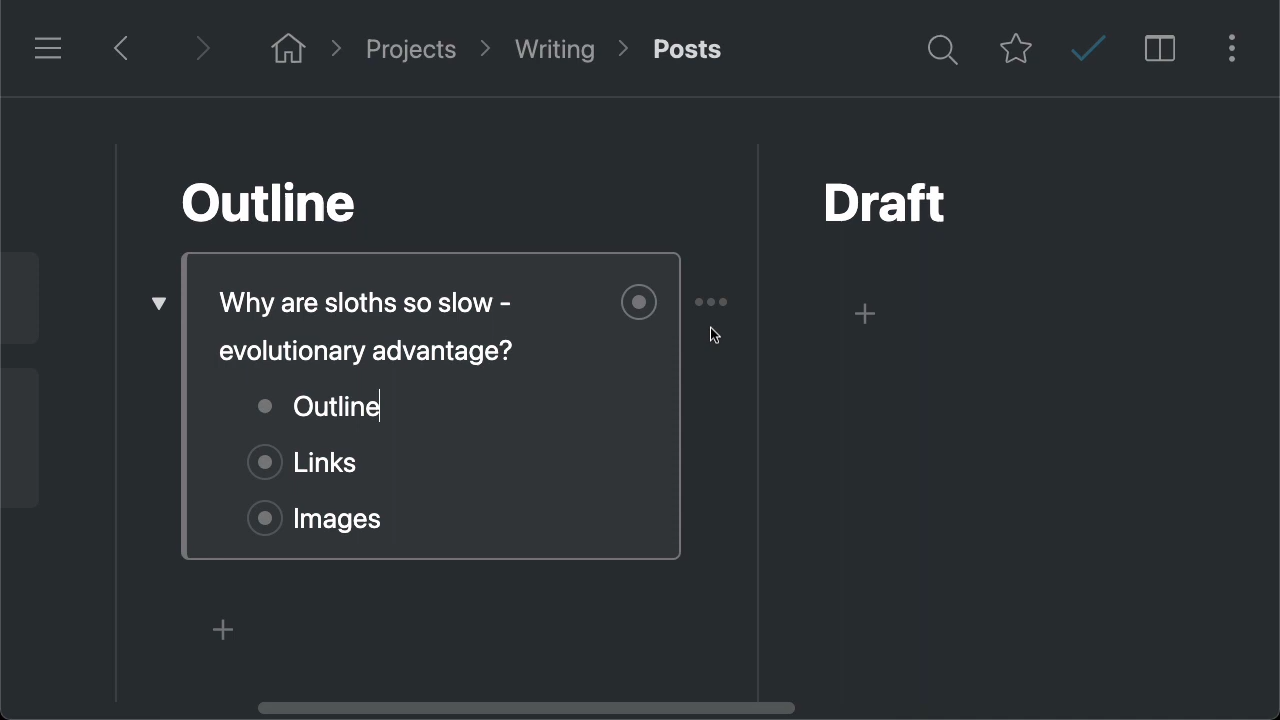 Projects > Writing > Posts
Outline
Why are sloths so slow -
evolutionary advantage?
Outline
Links
Images
Draft